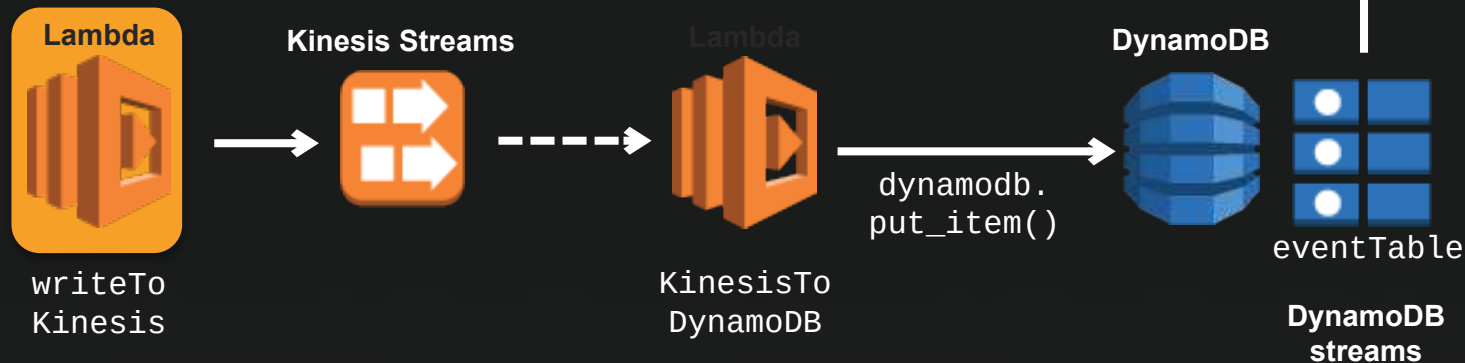 Lambda
Kinesis Streams
Lambda
DynamoDB
dynamodb.
put_item()
eventTable
writeTo
Kinesis
KinesisTo
DynamoDB
DynamoDB
streams